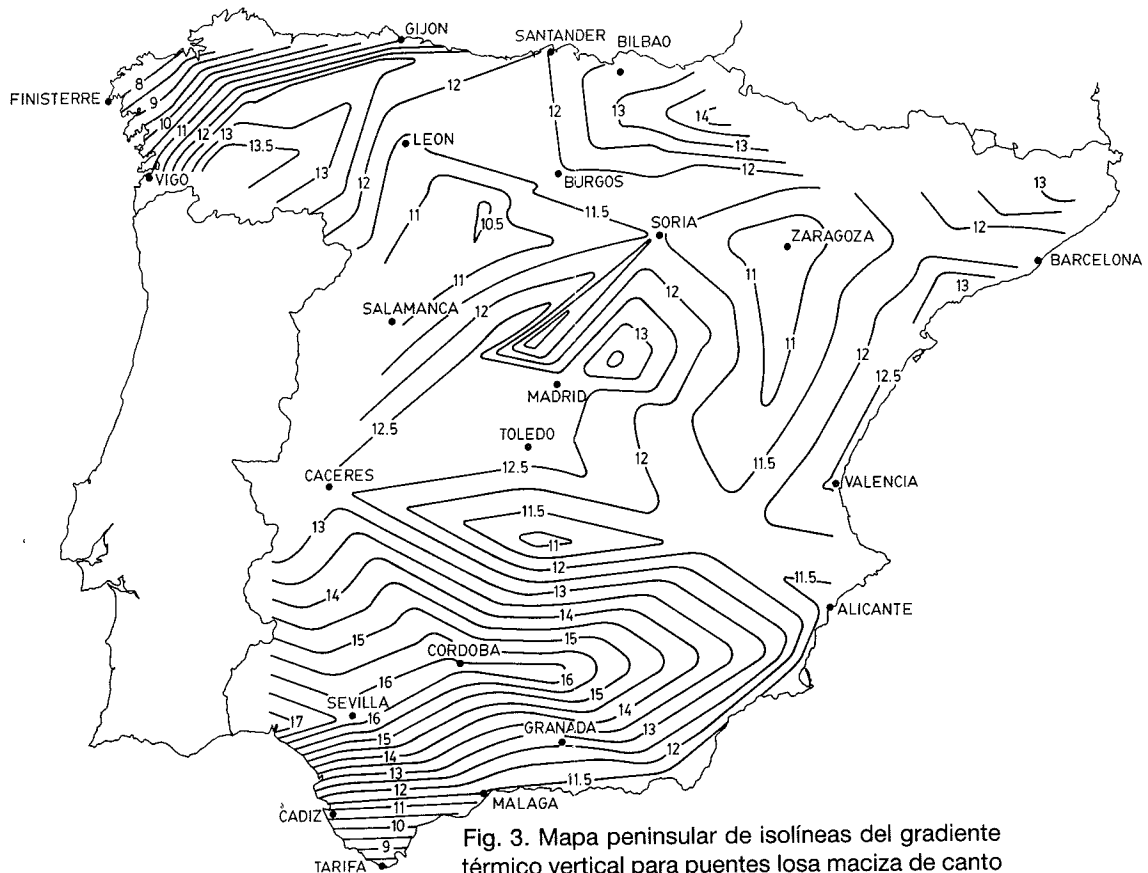 GIJON
SANTANDER
BILBAO
8
FINISTERRE
9
12
10
12
13
14
11
12
13
LEON
13.5
13
13
12
BURGOS
12
VIGO
13
11.5
11
10.5
SORIA
12
ZARAGOZA
BARCELONA
11
11
12
13
SALAMANCA
12
13
11
12
MADRID
12.5
12.5
TOLEDO
12
11.5
12.5
CACERES
VALENCIA
11.5
13
11
12
11.5
13
14
14
ALICANTE
15
15
CORDOBA
16
16
15
SEVILLA
17
16
14
15
GRANADA
13
14
12
13
11.5
12
MALAGA
11
CADIZ
10
9
TARIFA
Fig. 3. Mapa peninsular de isolíneas del gradiente
térmico vertical para puentes losa maciza de canto